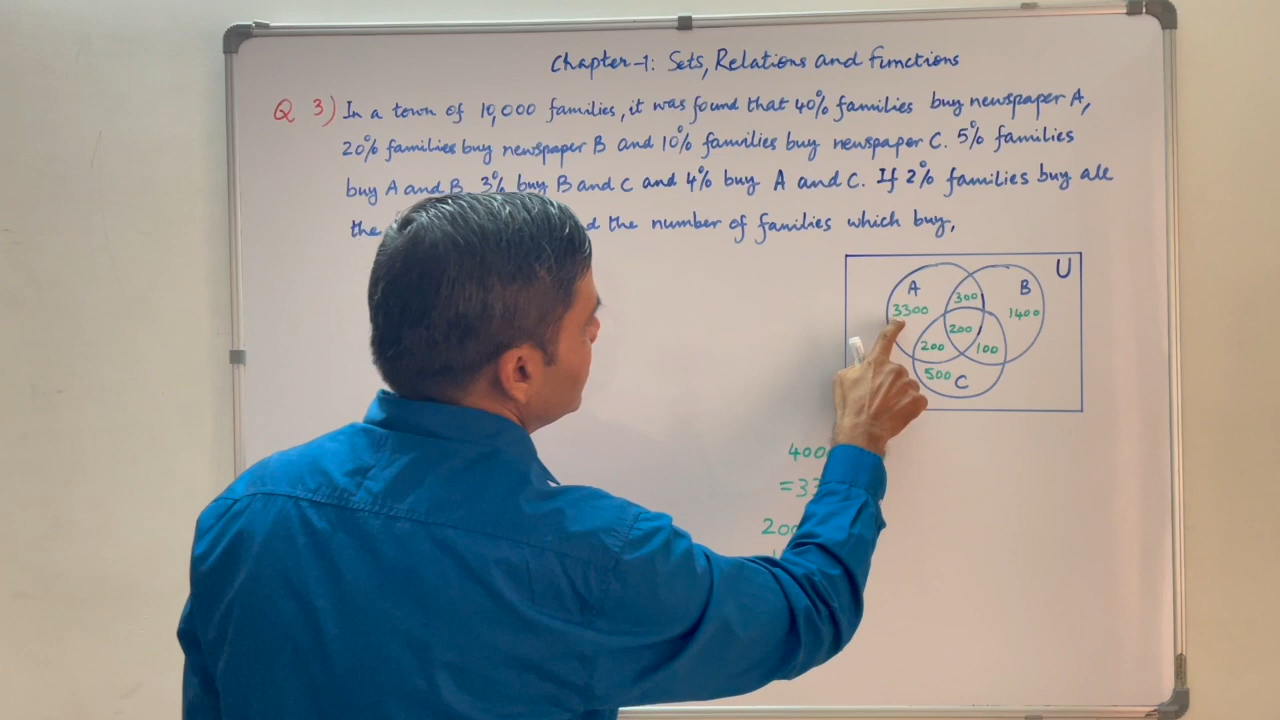 Chapter-1: Sets, Relations and Functions
Q 3) In a town of 10,000 families, it was found that 40% families buy newspaper A,
20% families buy newspaper B and 10% families buy newspaper C. 5% families
buy A and B, 3% buy B and C and 4% buy A and C. If 2% families buy all
the the number of families which buy,
U
A B
300
3300 1400
200
200 100
500 C
400
=33
200